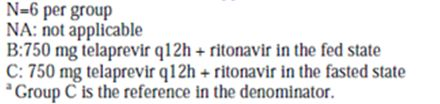 N=6 per group
NA: not applicable
B:750 mg telaprevir q12h + ritonavir in the fed state
C: 750 mg telaprevir q12h + ritonavir in the fasted state
a Group C is the reference in the denominator.